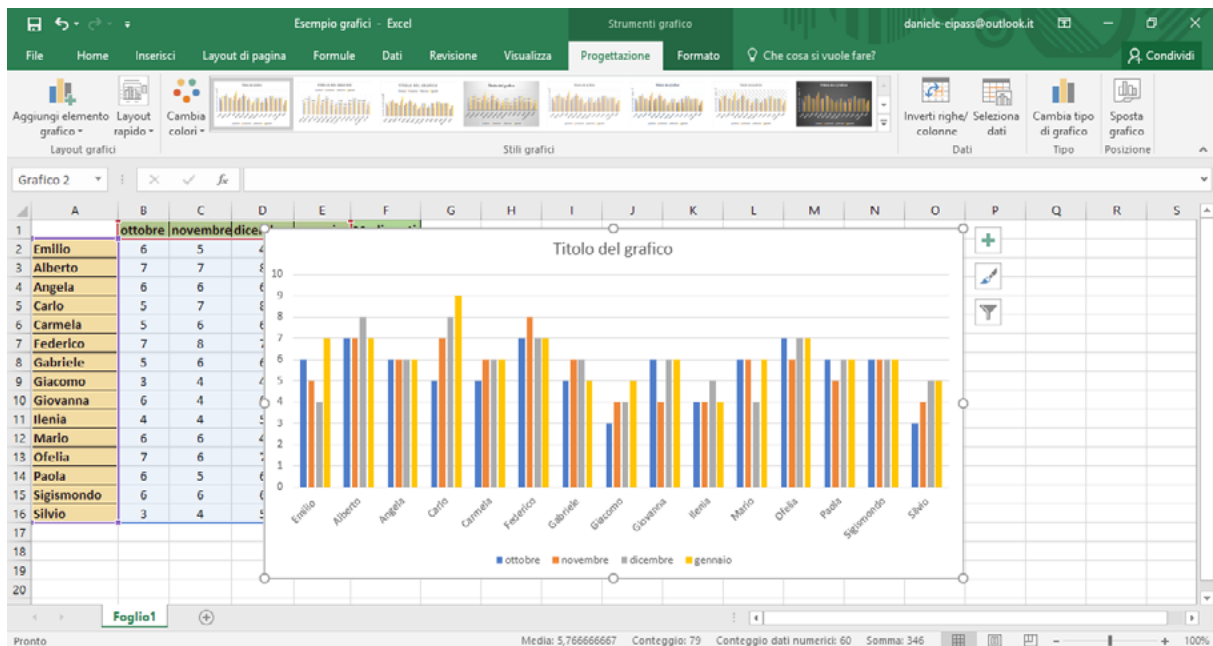 Esempio grafici - Excel
Strumenti grafico
daniele-eipass@outlook.it
File Home Inserisci Layout di pagina Formule Dati Revisione Visualizza Progettazione Formato Che cosa si vuole fare? Condividi
Aggiungi elemento grafico
Layout rapido
Cambia colori
Inverti righe/ colonne
Seleziona dati
Cambia tipo di grafico
Sposta grafico
Layout grafici
Stili grafici
Dati
Tipo
Posizione
Grafico 2
fx
A B C D E F G H I J K L M N O P Q R S
1 ottobre novembre
2 Emilio 6 5
3 Alberto 7 7
4 Angela 6 6
5 Carlo 5 7
6 Carmela 5 6
7 Federico 7 8
8 Gabriele 5 6
9 Giacomo 3 4
10 Giovanna 6 4
11 Ilenia 4 4
12 Mario 6 6
13 Ofelia 7 6
14 Paola 6 5
15 Sigismondo 6 6
16 Silvio 3 4
17
18
19
20
Titolo del grafico
10
9
8
7
6
5
4
3
2
1
0
Emilio Alberto Angela Carlo Carmela Federico Gabriele Giacomo Giovanna Ilenia Mario Ofelia Paola Sigismondo Silvio
ottobre novembre dicembre gennaio
Foglio1
Pronto
Media: 5,766666667 Conteggio: 79 Conteggio dati numerici: 60 Somma: 346 100%